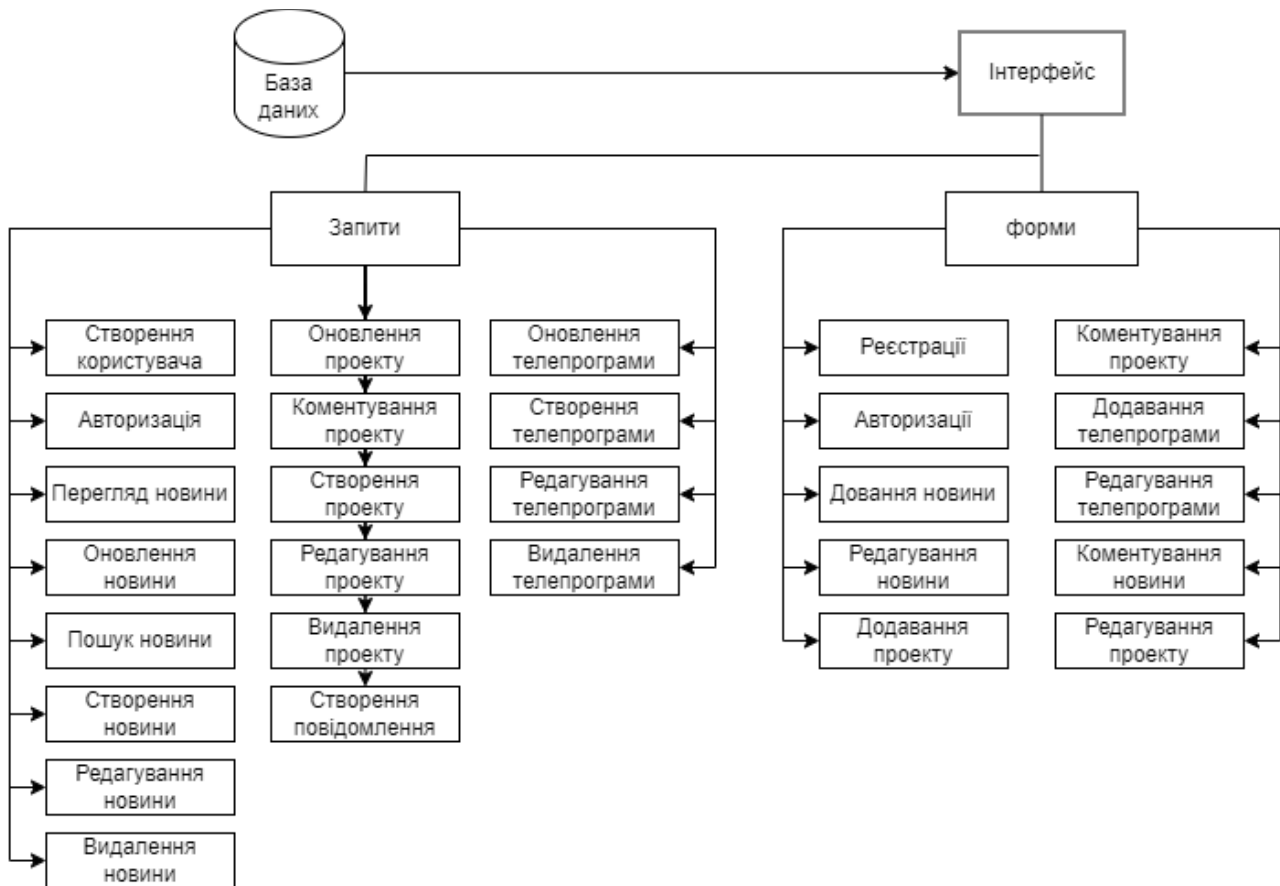 База
даних
Інтерфейс
Запити
форми
Створення
користувача
Авторизація
Перегляд новини
Оновлення
новини
Пошук новини
Створення
новини
Редагування
новини
Видалення
новини
Оновлення
проекту
Коментування
проекту
Створення
проекту
Редагування
проекту
Видалення
проекту
Створення
повідомлення
Оновлення
телепрограми
Створення
телепрограми
Редагування
телепрограми
Видалення
телепрограми
Реєстрації
Авторизації
Довання новини
Редагування
новини
Додавання
проекту
Коментування
проекту
Додавання
телепрограми
Редагування
телепрограми
Коментування
новини
Редагування
проекту